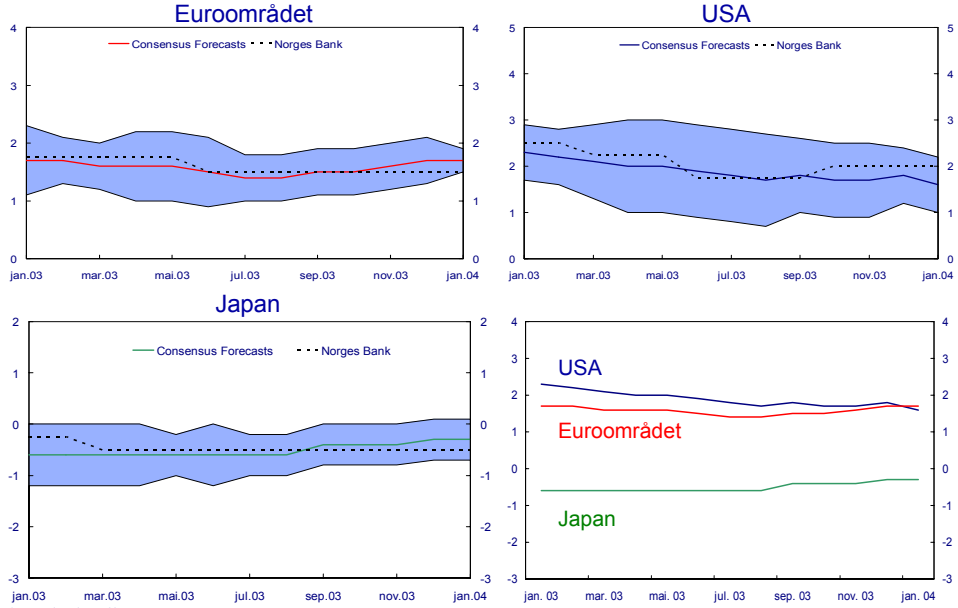 Euroområdet
4 4
Consensus Forecasts Norges Bank
3 3
2 2
1 1
0 0
jan.03 mar.03 mai.03 jul.03 sep.03 nov.03 jan.04
USA
5 5
Consensus Forecasts Norges Bank
4 4
3 3
2 2
1 1
0 0
jan.03 mar.03 mai.03 jul.03 sep.03 nov.03 jan.04
Japan
2 2
Consensus Forecasts Norges Bank
1 1
0 0
-1 -1
-2 -2
-3 -3
jan.03 mar.03 mai.03 jul.03 sep.03 nov.03 jan.04
4 4
3 3
USA
2 2
Euroområdet
1 1
0 0
-1 -1
Japan
-2 -2
-3 -3
jan. 03 mar. 03 mai. 03 jul. 03 sep. 03 nov. 03 jan. 04